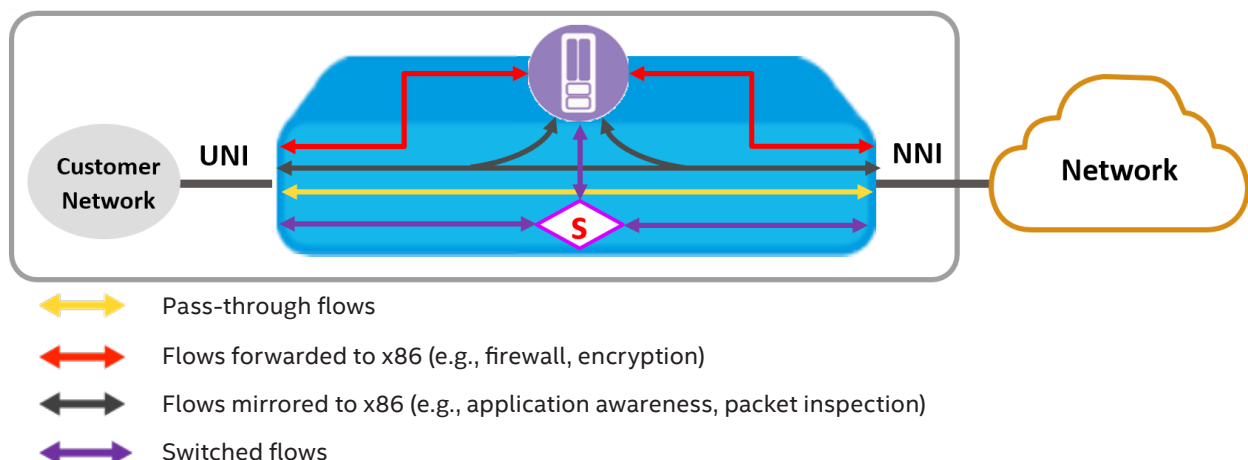 Customer
Network
UNI
S
NNI
Network
Pass-through flows
Flows forwarded to x86 (e.g., firewall, encryption)
Flows mirrored to x86 (e.g., application awareness, packet inspection)
Switched flows